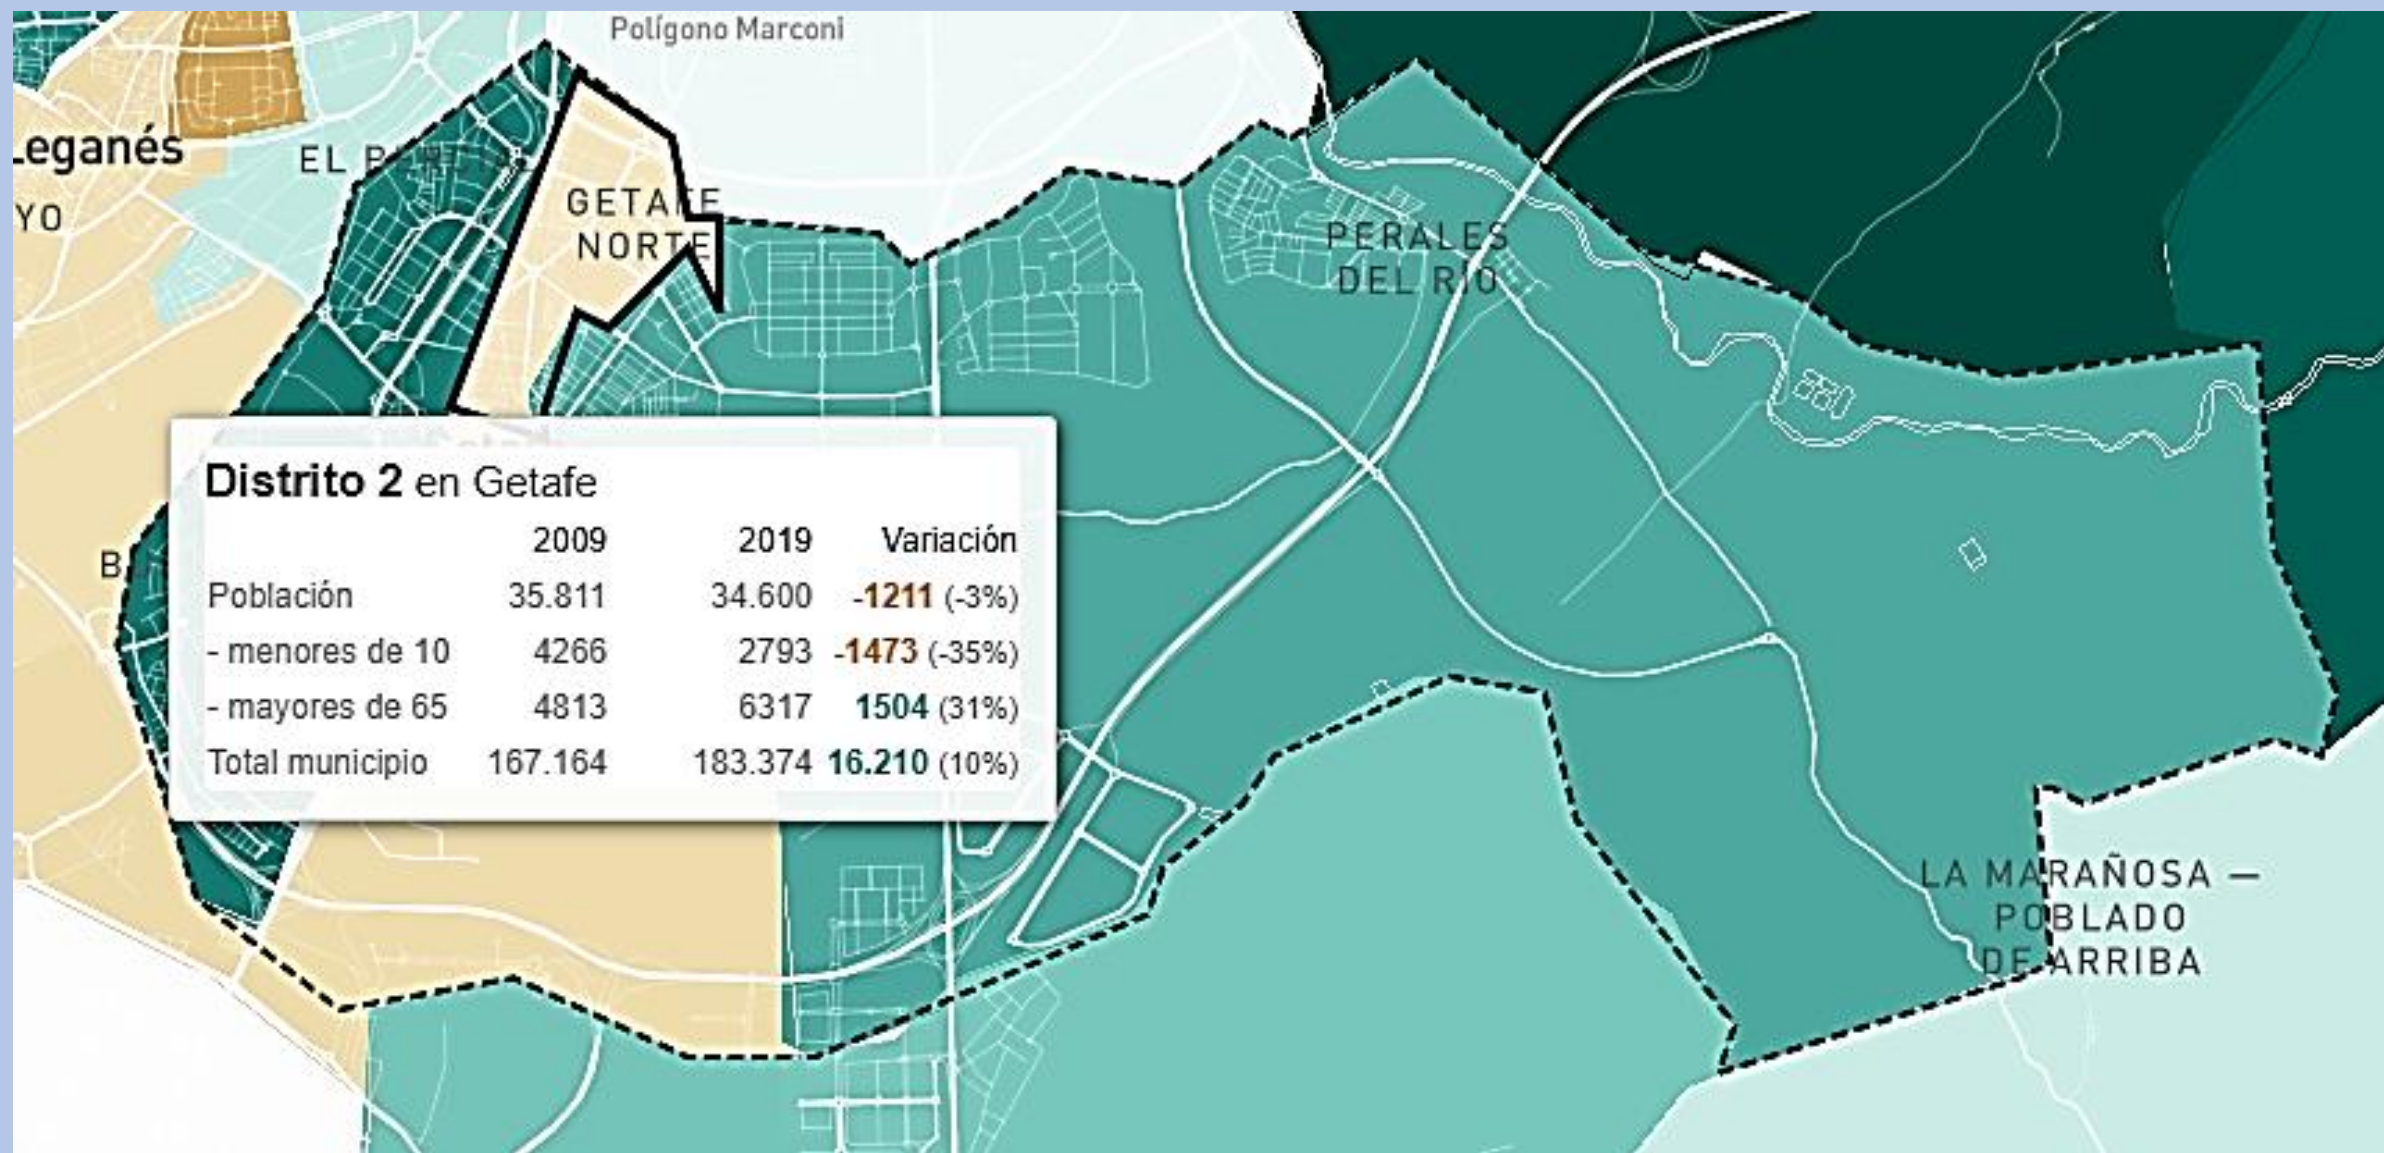 Polígono Marconi
Leganés
EL
YO
GETAFE
NORTE
PERALES
DEL RÍO
Distrito 2 en Getafe
2009 2019 Variación
Población 35.811 34.600 -1211 (-3%)
- menores de 10 4266 2793 -1473 (-35%)
- mayores de 65 4813 6317 1504 (31%)
Total municipio 167.164 183.374 16.210 (10%)
LA MARAÑOSA —
POBLADO
DE ARRIBA